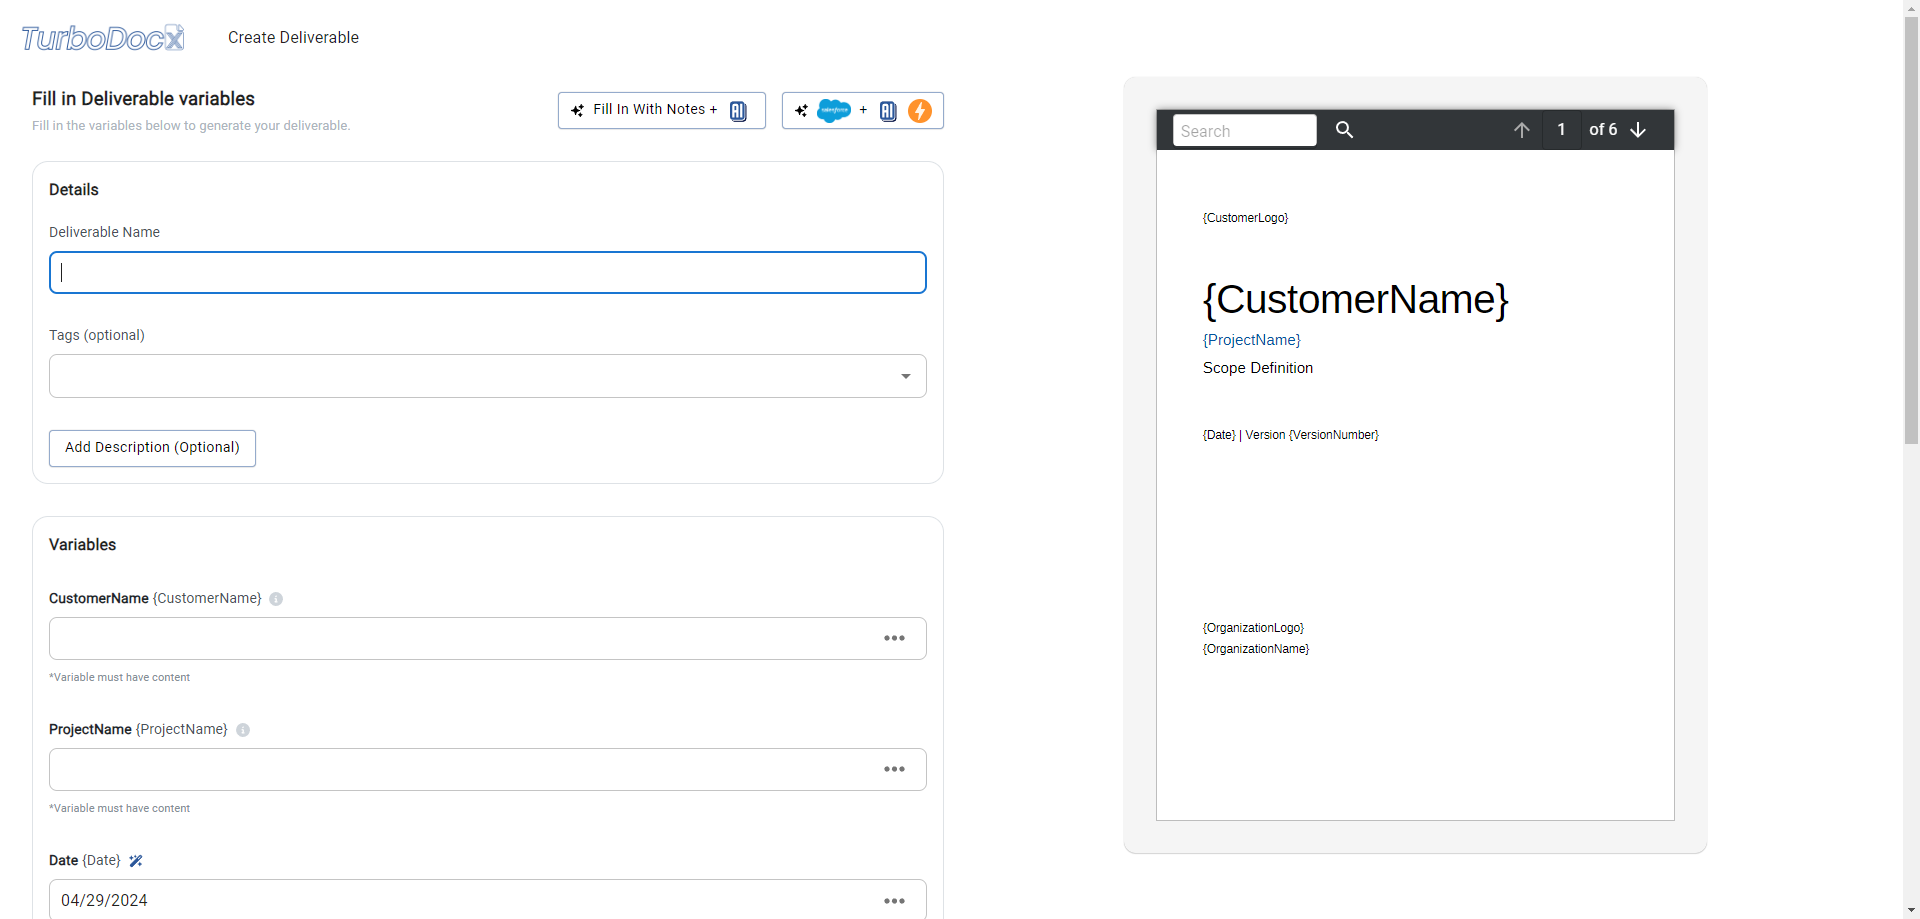 TurboDocX
Create Deliverable
Fill in Deliverable variables
Fill in the variables below to generate your deliverable.
Fill In With Notes + AI
salesforce + AI
Details
Deliverable Name
Tags (optional)
Add Description (Optional)
Variables
CustomerName {CustomerName}
*Variable must have content
ProjectName {ProjectName}
*Variable must have content
Date {Date}
04/29/2024
Search
1 of 6
{CustomerLogo}
{CustomerName}
{ProjectName}
Scope Definition
{Date} | Version {VersionNumber}
{OrganizationLogo}
{OrganizationName}